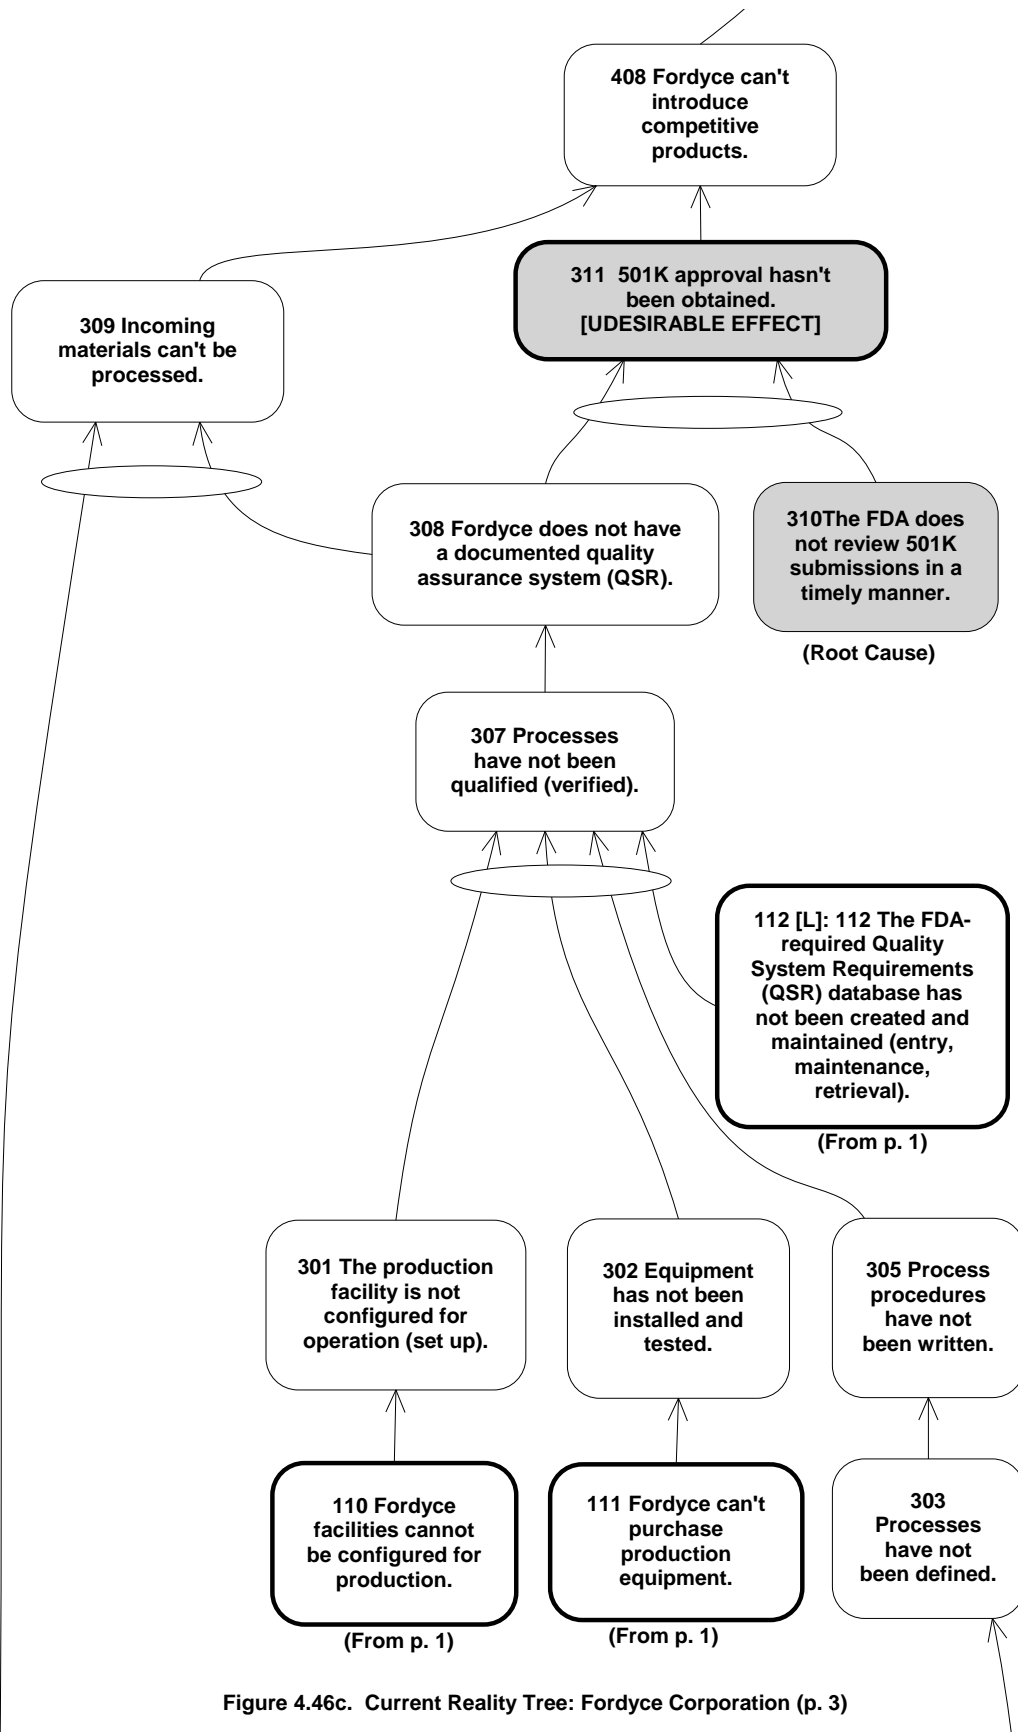 408 Fordyce can't
introduce
competitive
products.
311  501K approval hasn't
been obtained.
[UDESIRABLE EFFECT]
309 Incoming
materials can't be
processed.
308 Fordyce does not have
a documented quality
assurance system (QSR).
310The FDA does
not review 501K
submissions in a
timely manner.
(Root Cause)
307 Processes
have not been
qualified (verified).
112 [L]: 112 The FDA-
required Quality
System Requirements
(QSR) database has
not been created and
maintained (entry,
maintenance,
retrieval).
(From p. 1)
301 The production
facility is not
configured for
operation (set up).
302 Equipment
has not been
installed and
tested.
305 Process
procedures
have not
been written.
110 Fordyce
facilities cannot
be configured for
production.
(From p. 1)
111 Fordyce can't
purchase
production
equipment.
(From p. 1)
303
Processes
have not
been defined.
Figure 4.46c.  Current Reality Tree: Fordyce Corporation (p. 3)